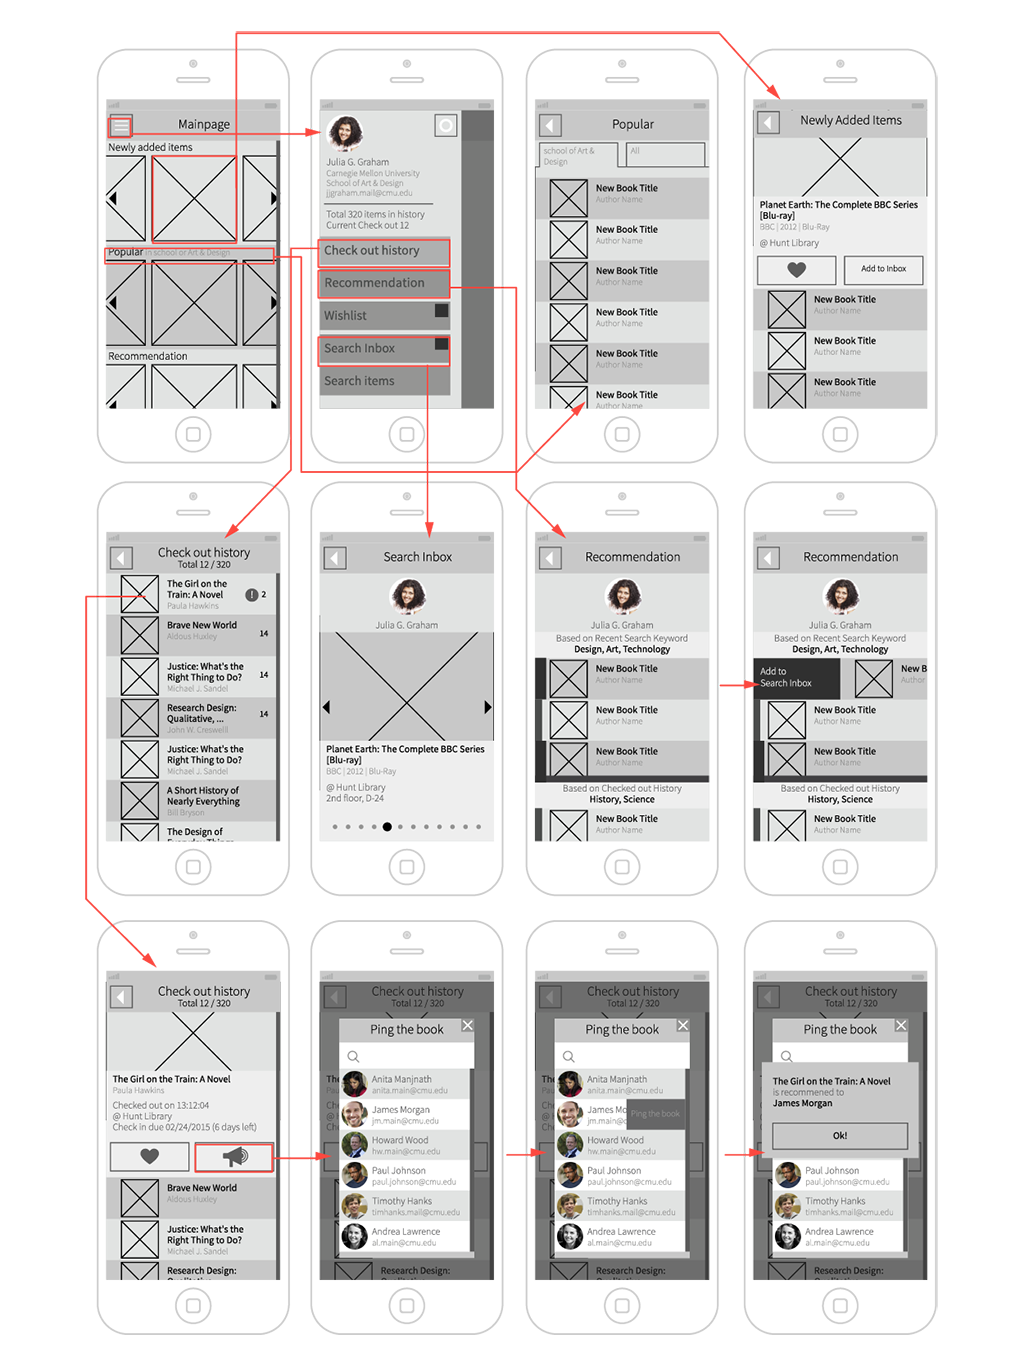 Mainpage
Newly added items
Popular in school or Art & Design
Recommendation
Julia G. Graham
Carnegie Mellon University
School of Art & Design
jjgraham.mail@cmu.edu
Total 320 items in history
Current Check out 12
Check out history
Recommendation
Wishlist
Search Inbox
Search items
Popular
school of Art &
Design
All
New Book Title
Author Name
New Book Title
Author Name
New Book Title
Author Name
New Book Title
Author Name
New Book Title
Author Name
New Book Title
Author Name
Newly Added Items
Planet Earth: The Complete BBC Series
[Blu-ray]
BBC | 2012 | Blu-Ray
@ Hunt Library
Add to Inbox
New Book Title
Author Name
New Book Title
Author Name
New Book Title
Author Name
Check out history
Total 12 / 320
The Girl on the
Train: A Novel
Paula Hawkins
! 2
Brave New World
Aldous Huxley
14
Justice: What's the
Right Thing to Do?
Michael J. Sandel
14
Research Design:
Qualitative, ...
John W. Creswelll
14
Justice: What's the
Right Thing to Do?
Michael J. Sandel
A Short History of
Nearly Everything
Bill Bryson
The Design of
Everyday Things
Search Inbox
Julia G. Graham
Planet Earth: The Complete BBC Series
[Blu-ray]
BBC | 2012 | Blu-Ray
@ Hunt Library
2nd floor, D-24
Recommendation
Julia G. Graham
Based on Recent Search Keyword
Design, Art, Technology
New Book Title
Author Name
New Book Title
Author Name
New Book Title
Author Name
Based on Checked out History
History, Science
New Book Title
Author Name
Recommendation
Julia G. Graham
Based on Recent Search Keyword
Design, Art, Technology
Add to
Search Inbox
New B
Author
New Book Title
Author Name
New Book Title
Author Name
Based on Checked out History
History, Science
New Book Title
Author Name
Check out history
Total 12 / 320
The Girl on the Train: A Novel
Paula Hawkins
Checked out on 13:12:04
@ Hunt Library
Check in due 02/24/2015 (6 days left)
Brave New World
Aldous Huxley
Justice: What's the
Right Thing to Do?
Michael J. Sandel
Research Design:
Check out history
Total 12 / 320
Ping the book
Anita Manjnath
anita.main@cmu.edu
James Morgan
jm.main@cmu.edu
Howard Wood
hw.main@cmu.edu
Paul Johnson
paul.johnson@cmu.edu
Timothy Hanks
timhanks.mail@cmu.edu
Andrea Lawrence
al.main@cmu.edu
Research Design:
Check out history
Total 12 / 320
Ping the book
Anita Manjnath
anita.main@cmu.edu
James Mo
jm.main@c
Ping the book
Howard Wood
hw.main@cmu.edu
Paul Johnson
paul.johnson@cmu.edu
Timothy Hanks
timhanks.mail@cmu.edu
Andrea Lawrence
al.main@cmu.edu
Research Design:
Check out history
Total 12 / 320
Ping the book
The Girl on the Train: A Novel
is recommened to
James Morgan
Ok!
Paul Johnson
paul.johnson@cmu.edu
Timothy Hanks
timhanks.mail@cmu.edu
Andrea Lawrence
al.main@cmu.edu
Research Design: